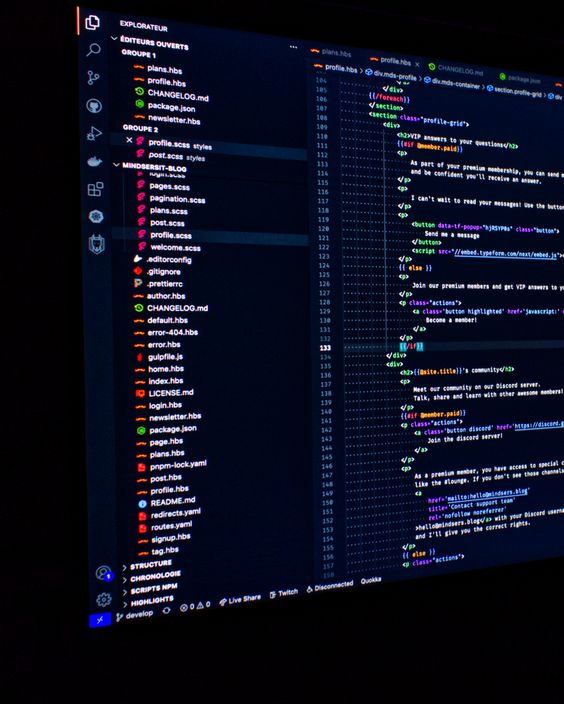 EXPLORATEUR
ÉDITEURS OUVERTS
GROUPE 1
plans.hbs
profile.hbs
CHANGELOG.md
package.json
newsletter.hbs
GROUPE 2
profile.scss styles
post.scss styles
MINDSERSIT-BLOG
login.scss
pages.scss
pagination.scss
plans.scss
post.scss
profile.scss
welcome.scss
.editorconfig
.gitignore
.prettierrc
author.hbs
CHANGELOG.md
default.hbs
error-404.hbs
error.hbs
gulpfile.js
home.hbs
index.hbs
LICENSE.md
login.hbs
newsletter.hbs
package.json
page.hbs
plans.hbs
pnpm-lock.yaml
post.hbs
profile.hbs
README.md
redirects.yaml
routes.yaml
signup.hbs
tag.hbs
STRUCTURE
CHRONOLOGIE
SCRIPTS NPM
HIGHLIGHTS
plans.hbs profile.hbs CHANGELOG.md package.json
profile.hbs > div.mds-profile > div.mds-container > section.profile-grid > div
104
105 </div>
106 {{/foreach}}
107 </section>
108 <section class="profile-grid">
109 <div>
110 <h2>VIP answers to your questions</h2>
111 {{#if @member.paid}}
112 <p>
113 As part of your premium membership, you can send m
114 and be confident you'll receive an answer.
115 </p>
116 <p>
117 I can't wait to read your messages! Use the button
118 </p>
119 <p>
120 <button data-tf-popup="hjRSYP0s" class="button">
121 Send me a message
122 </button>
123 <script src="//embed.typeform.com/next/embed.js">
124 </p>
125 {{ else }}
126 <p>
127 Join our premium members and get VIP answers to yo
128 </p>
129 <p class="actions">
130 <a class='button highlighted' href='javascript:'
131 Become a member!
132 </a>
</p>
133 {{/if}}
134 </div>
135 <div>
136 <h2>{{@site.title}}'s community</h2>
137 <p>
138 Meet our community on our Discord server.
139 Talk, share and learn with other awesome members!
140 </p>
141 {{#if @member.paid}}
142 <p class="actions">
143 <a class='button discord' href='https://discord.g
144 Join the discord server!
145 </a>
146 </p>
147 <p>
148 As a premium member, you have access to special c
149 like the #lounge. If you don't see those channels
150 <a
151 href='mailto:hello@mindsers.blog'
152 title='Contact support team'
153 rel='nofollow noreferrer'
154 >hello@mindsers.blog</a> with your Discord userna
155 and I'll give you the correct rights.
156 </p>
157 {{ else }}
158 <p class="actions">
develop 0 0 Live Share Twitch Disconnected Quokka
1